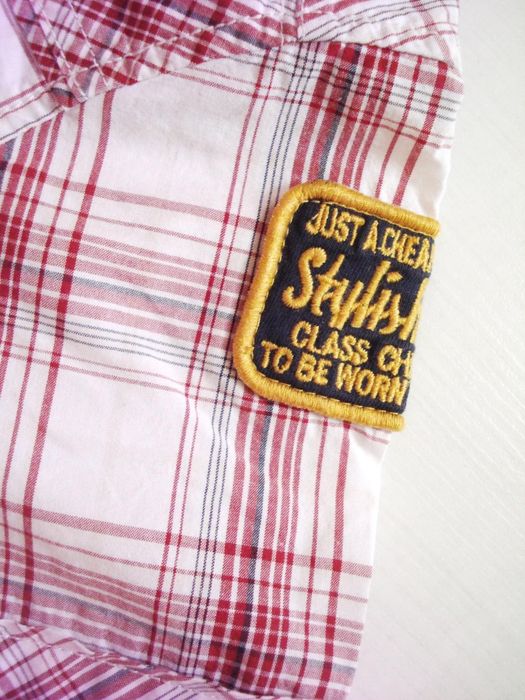 JUST A CHEA
Stylish
CLASS CH
TO BE WORN